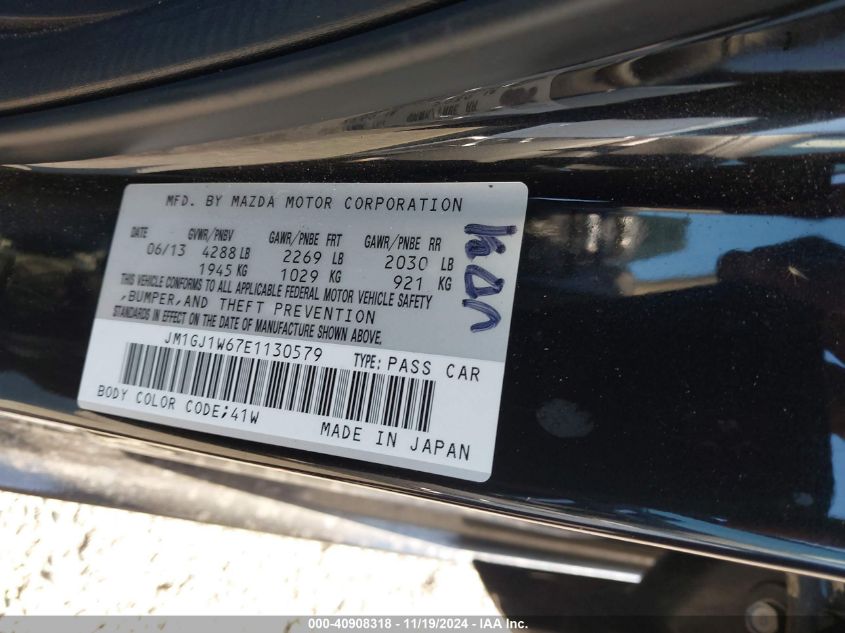 MFD. BY MAZDA MOTOR CORPORATION
DATE GVWR/PNBV GAWR/PNBE FRT GAWR/PNBE RR
06/13 4288 LB 2269 LB 2030 LB
1945 KG 1029 KG 921 KG
THIS VEHICLE CONFORMS TO ALL APPLICABLE FEDERAL MOTOR VEHICLE SAFETY
,BUMPER,AND THEFT PREVENTION
STANDARDS IN EFFECT ON THE DATE OF MANUFACTURE SHOWN ABOVE.
JM1GJ1W67E1130579 TYPE: PASS CAR
BODY COLOR CODE;41W
MADE IN JAPAN
000-40908318 - 11/19/2024 - IAA Inc.